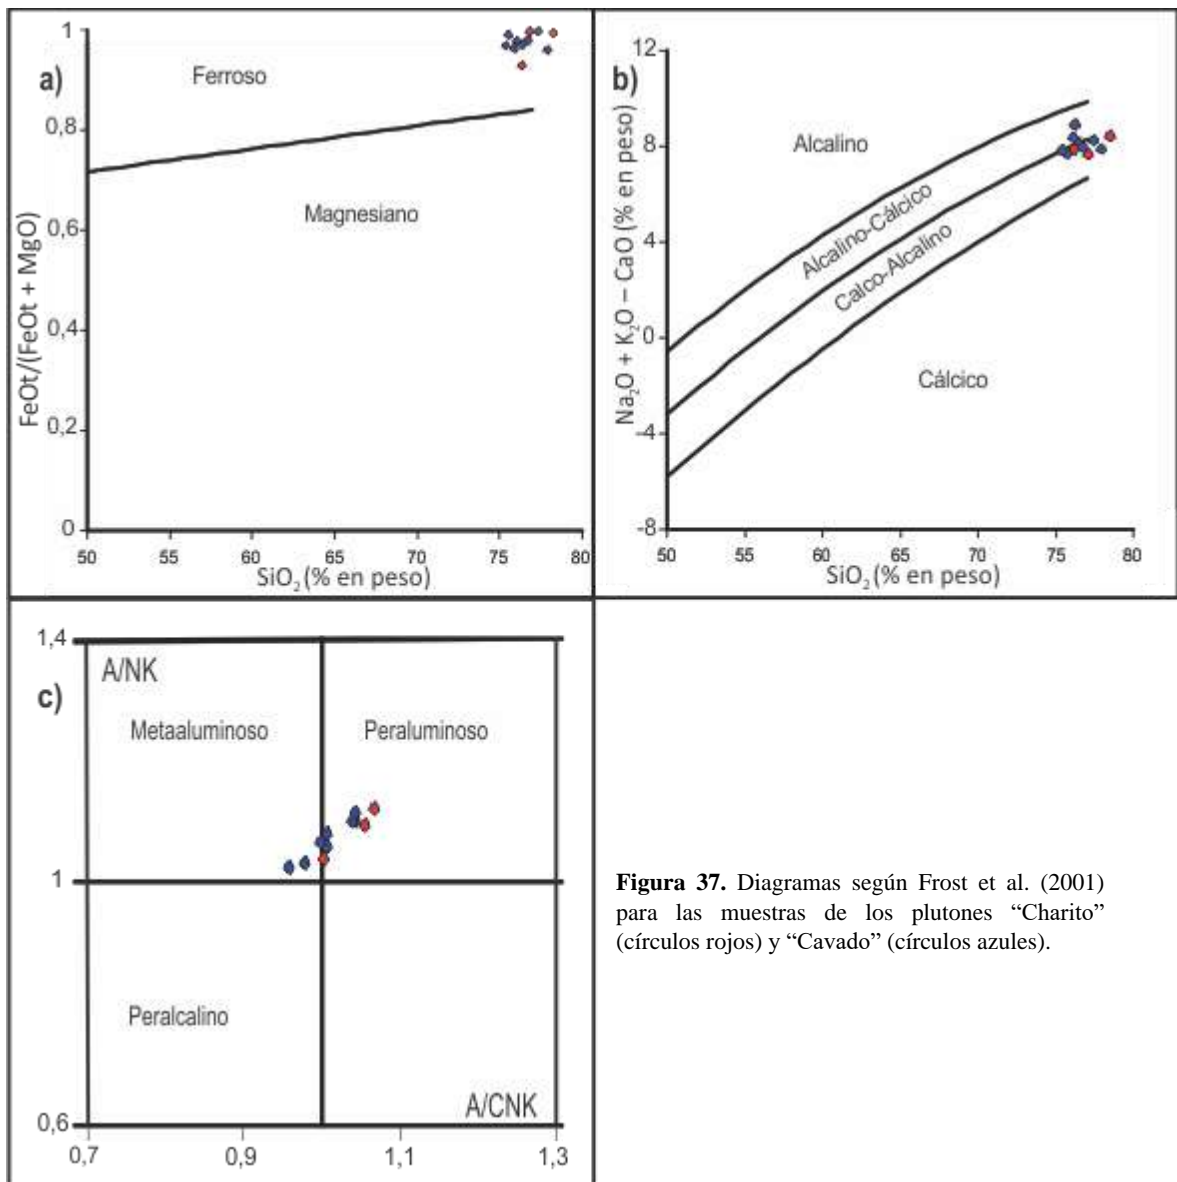 a)
FeOt/(FeOt + MgO)
1
0,8
0,6
0,4
0,2
0
Ferroso
Magnesiano
50 55 60 65 70 75 80
SiO₂ (% en peso)
b)
Na₂O + K₂O – CaO (% en peso)
12
8
4
0
-4
-8
Alcalino
Alcalino-Cálcico
Calco-Alcalino
Cálcico
50 55 60 65 70 75 80
SiO₂ (% en peso)
c)
1,4
1
0,6
A/NK
Metaaluminoso
Peraluminoso
Peralcalino
A/CNK
0,7 0,9 1,1 1,3
Figura 37. Diagramas según Frost et al. (2001)
para las muestras de los plutones “Charito”
(círculos rojos) y “Cavado” (círculos azules).